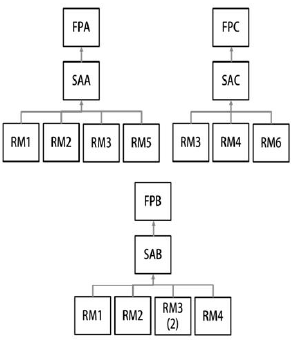 FPA
FPC
SAA
SAC
RM1 RM2 RM3 RM5
RM3 RM4 RM6
FPB
SAB
RM1 RM2 RM3 (2) RM4